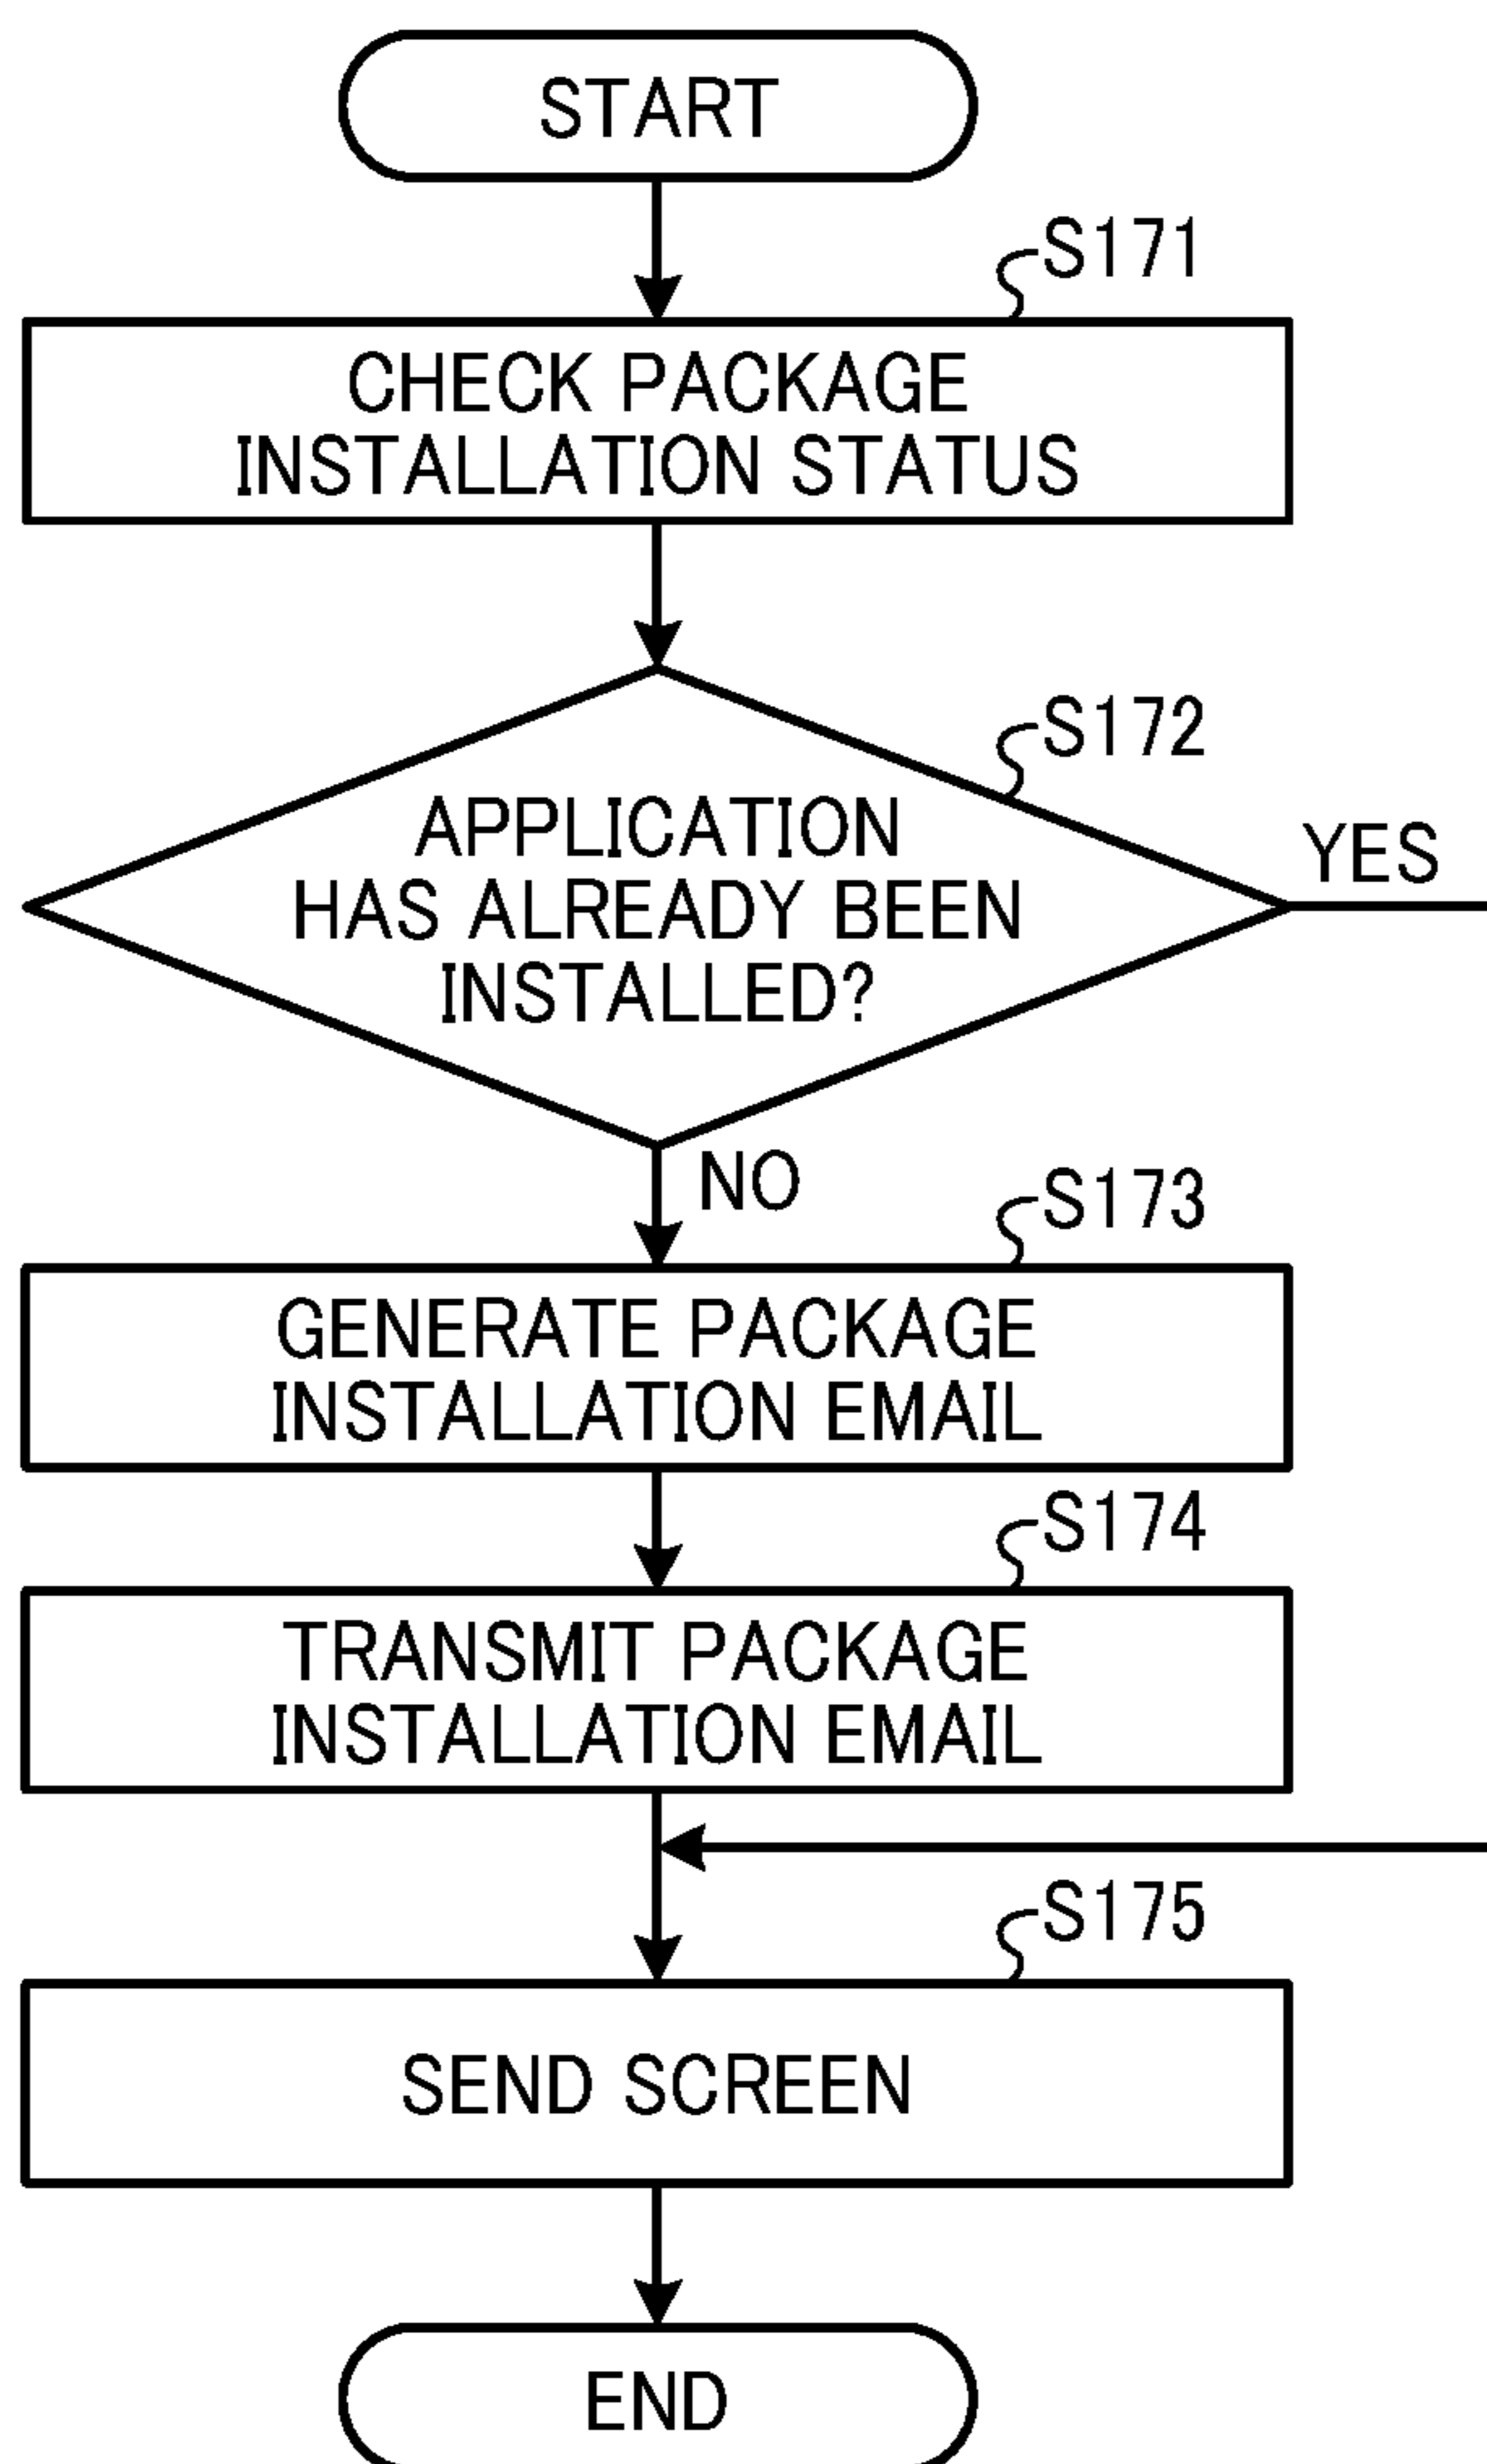 START
S171
CHECK PACKAGE
INSTALLATION STATUS
S172
APPLICATION
HAS ALREADY BEEN
INSTALLED?
YES
NO
S173
GENERATE PACKAGE
INSTALLATION EMAIL
S174
TRANSMIT PACKAGE
INSTALLATION EMAIL
S175
SEND SCREEN
END